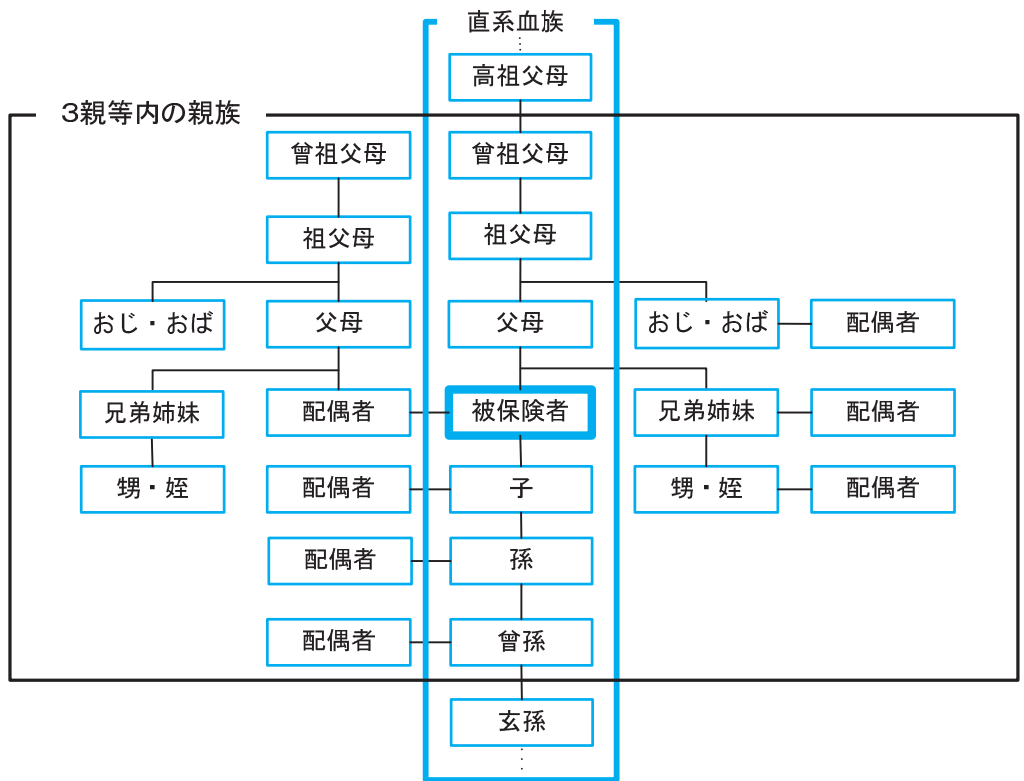 直系血族
高祖父母
3親等内の親族
曾祖父母
曾祖父母
祖父母
祖父母
おじ・おば
父母
父母
おじ・おば
配偶者
兄弟姉妹
配偶者
被保険者
兄弟姉妹
配偶者
甥・姪
配偶者
子
甥・姪
配偶者
配偶者
孫
配偶者
曾孫
玄孫